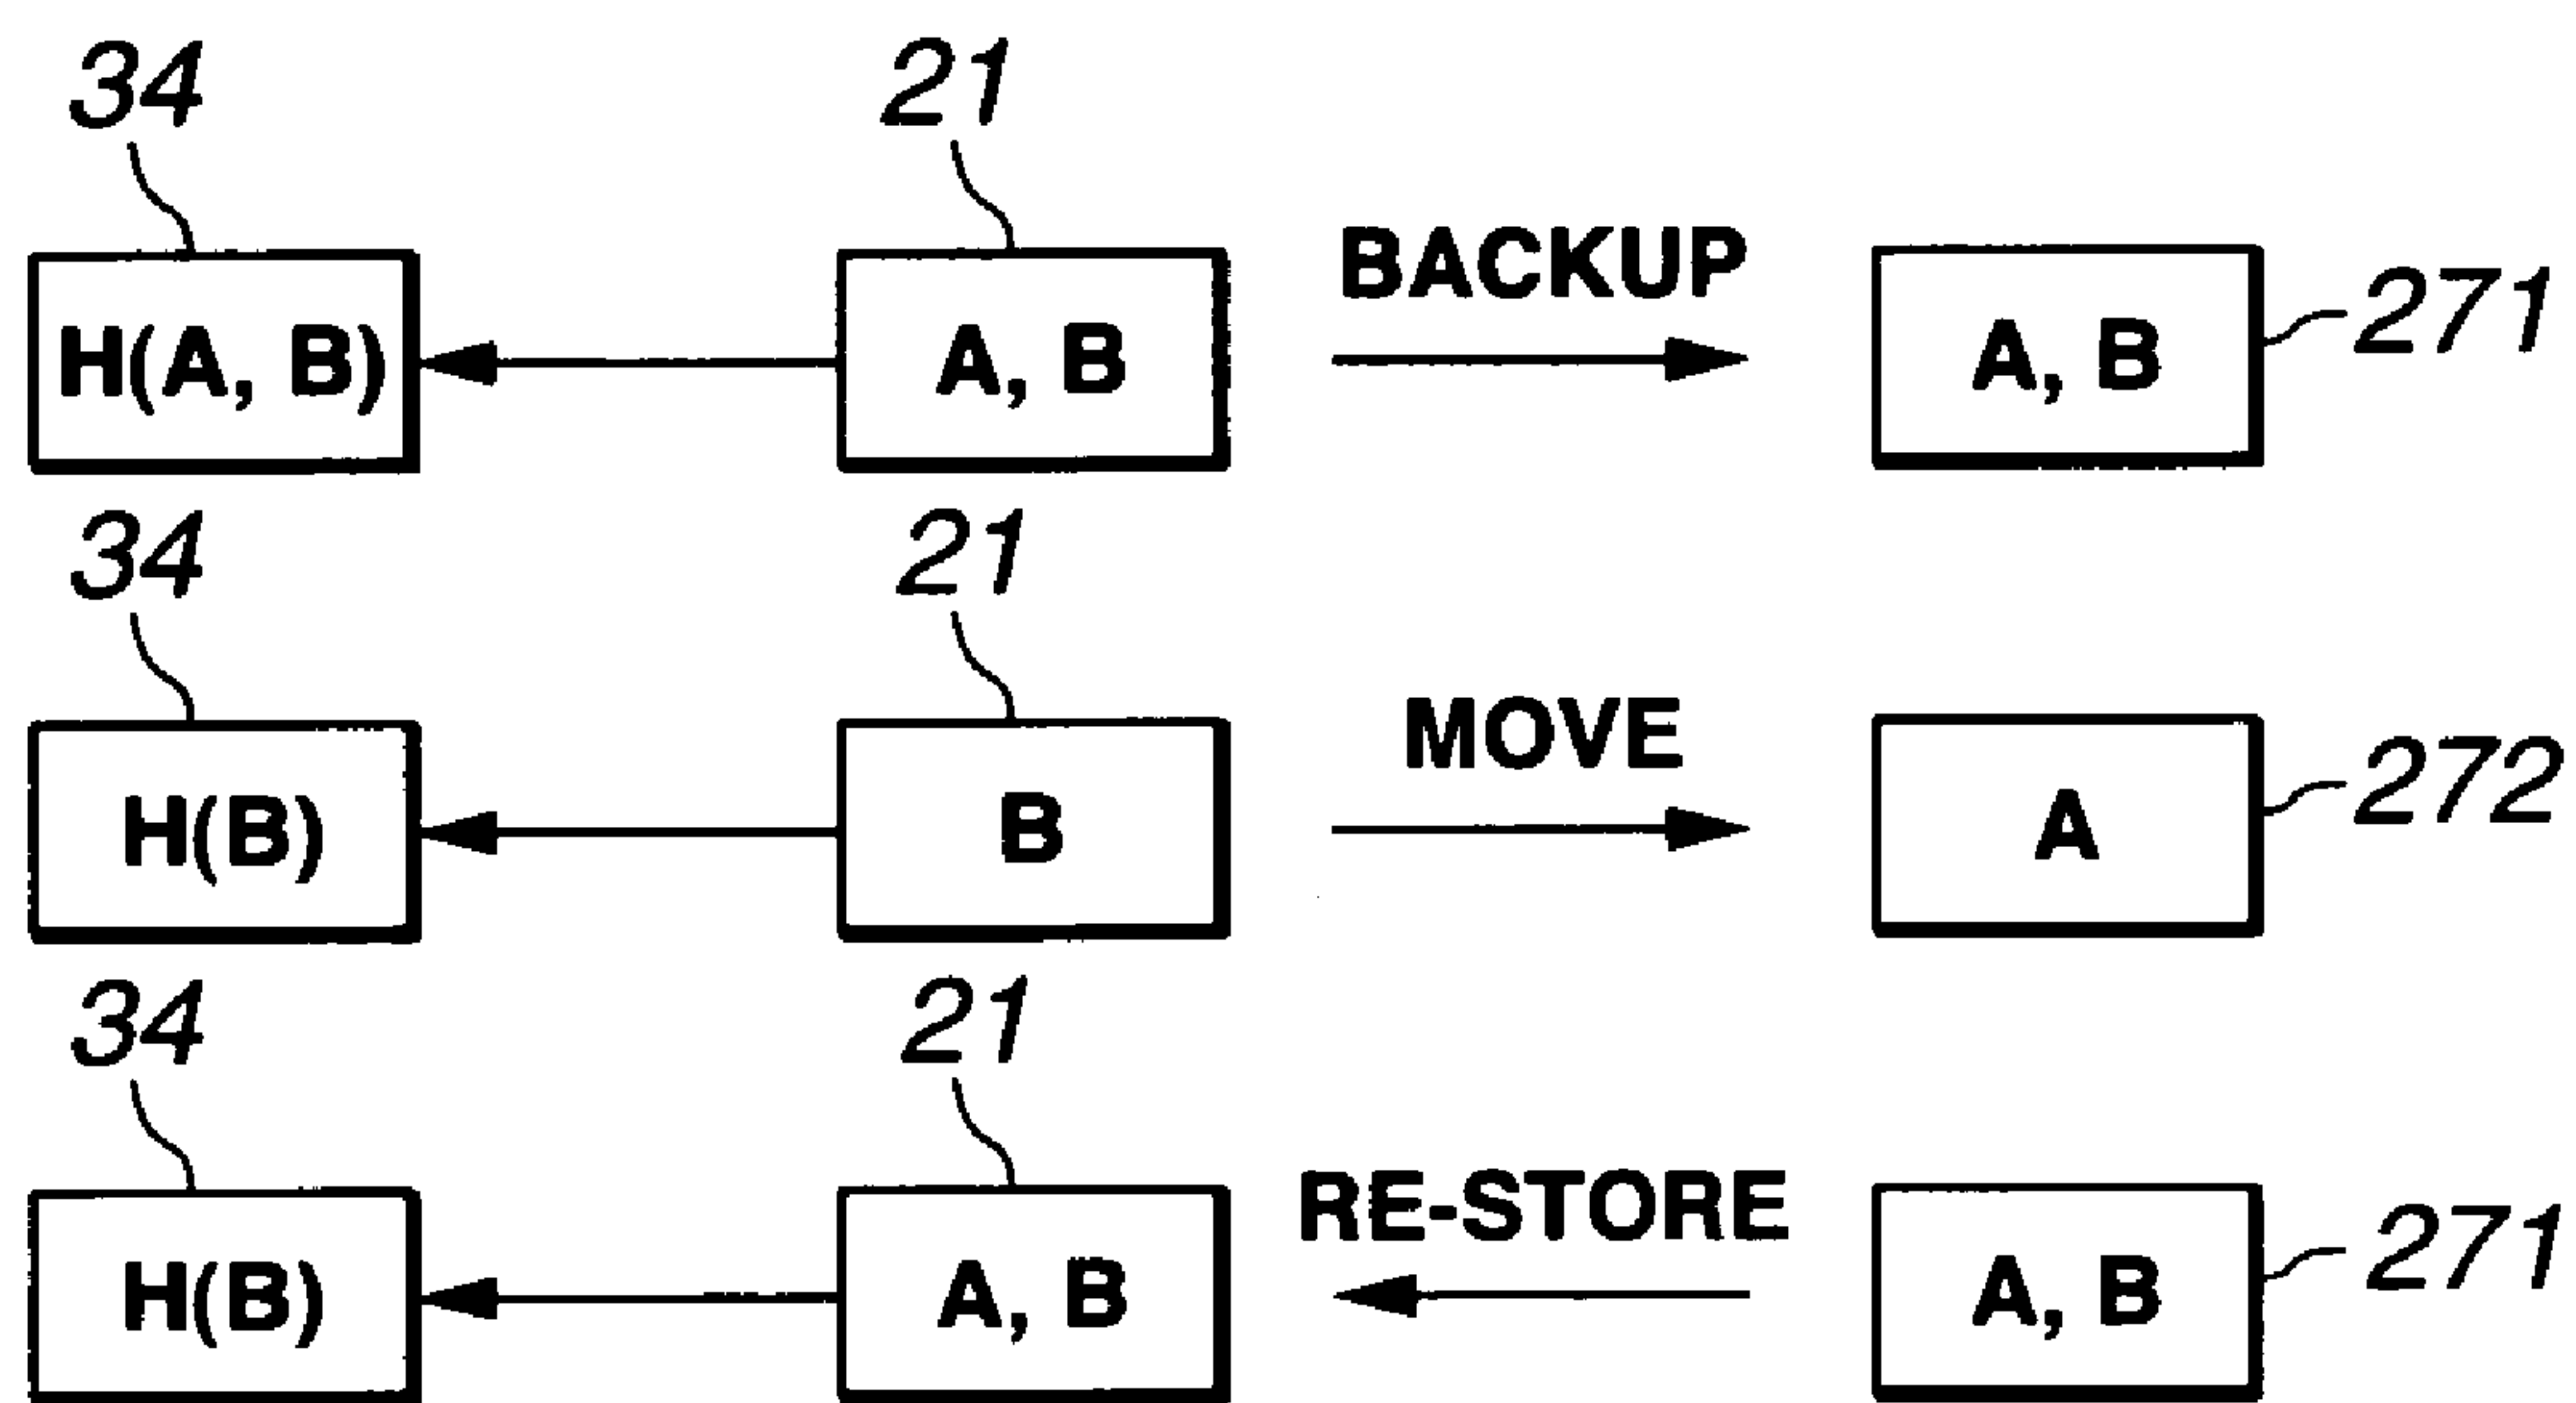 34 21
BACKUP
H(A, B) A, B A, B 271
34 21
MOVE
H(B) B A 272
34 21
RE-STORE
H(B) A, B A, B 271